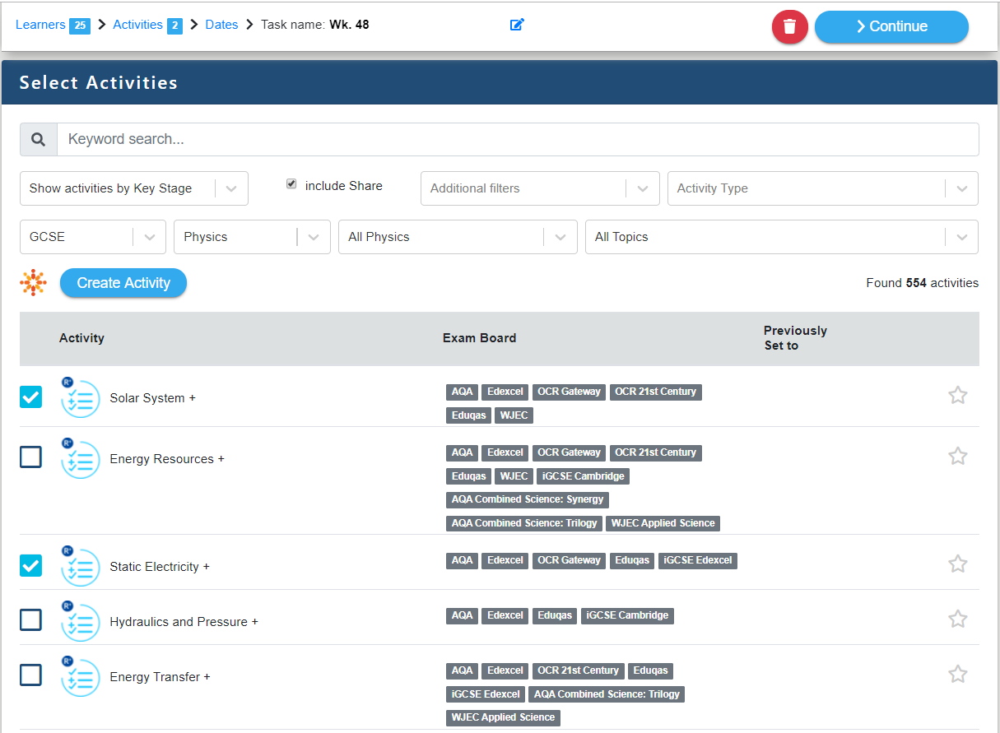 Learners 25 > Activities 2 > Dates > Task name: Wk. 48
Continue
Select Activities
Keyword search...
Show activities by Key Stage
include Share
Additional filters
Activity Type
GCSE
Physics
All Physics
All Topics
Create Activity
Found 554 activities
Activity
Exam Board
Previously
Set to
R+
Solar System +
AQA Edexcel OCR Gateway OCR 21st Century
Eduqas WJEC
R+
Energy Resources +
AQA Edexcel OCR Gateway OCR 21st Century
Eduqas WJEC iGCSE Cambridge
AQA Combined Science: Synergy
AQA Combined Science: Trilogy WJEC Applied Science
R+
Static Electricity +
AQA Edexcel OCR Gateway Eduqas iGCSE Edexcel
R+
Hydraulics and Pressure +
AQA Edexcel Eduqas iGCSE Cambridge
R+
Energy Transfer +
AQA Edexcel OCR 21st Century Eduqas
iGCSE Edexcel AQA Combined Science: Trilogy
WJEC Applied Science